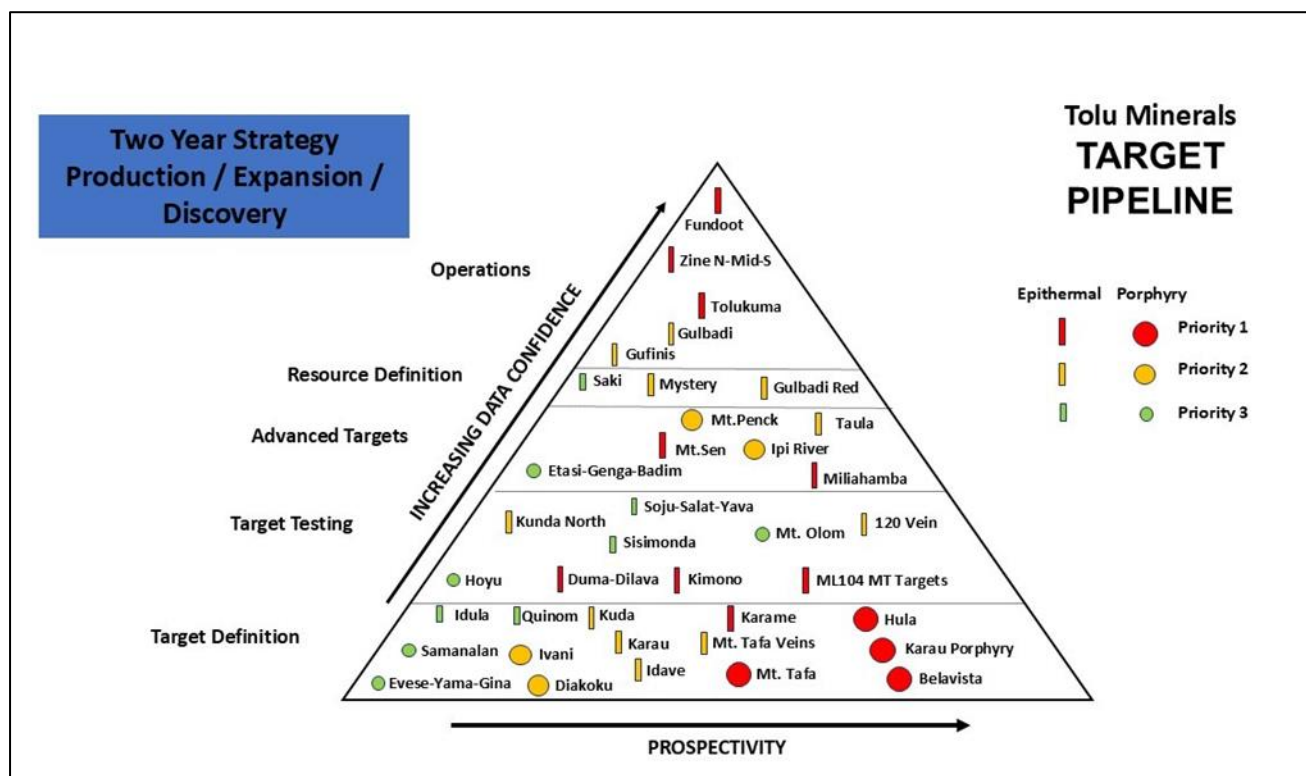 Two Year Strategy
Production / Expansion /
Discovery
Tolu Minerals
TARGET
PIPELINE
Epithermal Porphyry
Priority 1
Priority 2
Priority 3
INCREASING DATA CONFIDENCE
Operations
Fundoot
Zine N-Mid-S
Tolukuma
Gulbadi
Gufinis
Resource Definition
Saki Mystery Gulbadi Red
Advanced Targets
Mt.Penck Taula
Mt.Sen Ipi River
Etasi-Genga-Badim Miliahamba
Target Testing
Soju-Salat-Yava
Kunda North Mt. Olom 120 Vein
Sisimonda
Hoyu Duma-Dilava Kimono ML104 MT Targets
Target Definition
Idula Quinom Kuda Karame Hula
Karau Mt. Tafa Veins
Samanalan Ivani Karau Porphyry
Idave Mt. Tafa
Evese-Yama-Gina Diakoku Belavista
PROSPECTIVITY